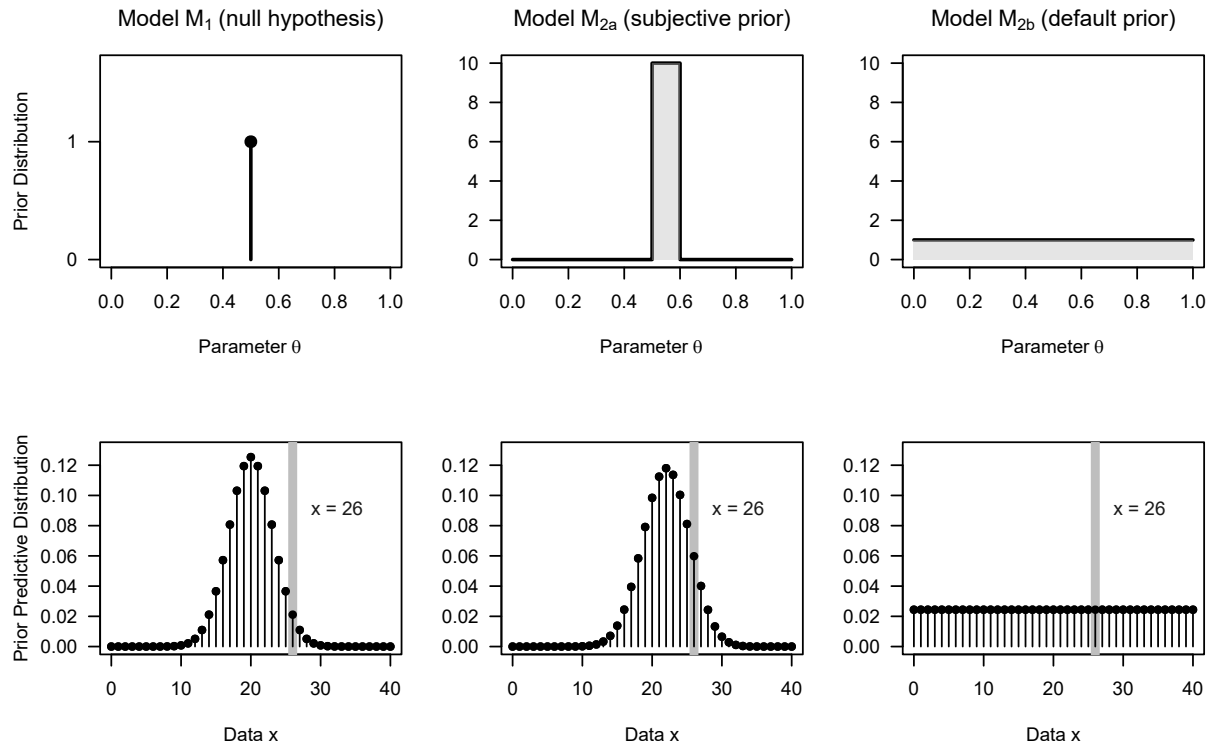 Model M₁ (null hypothesis)
Model M₂ₐ (subjective prior)
Model M₂b (default prior)
Prior Distribution
1
0
0.0 0.2 0.4 0.6 0.8 1.0
Parameter θ
10
8
6
4
2
0
0.0 0.2 0.4 0.6 0.8 1.0
Parameter θ
10
8
6
4
2
0
0.0 0.2 0.4 0.6 0.8 1.0
Parameter θ
Prior Predictive Distribution
0.12
0.10
0.08
0.06
0.04
0.02
0.00
x = 26
0 10 20 30 40
Data x
0.12
0.10
0.08
0.06
0.04
0.02
0.00
x = 26
0 10 20 30 40
Data x
0.12
0.10
0.08
0.06
0.04
0.02
0.00
x = 26
0 10 20 30 40
Data x